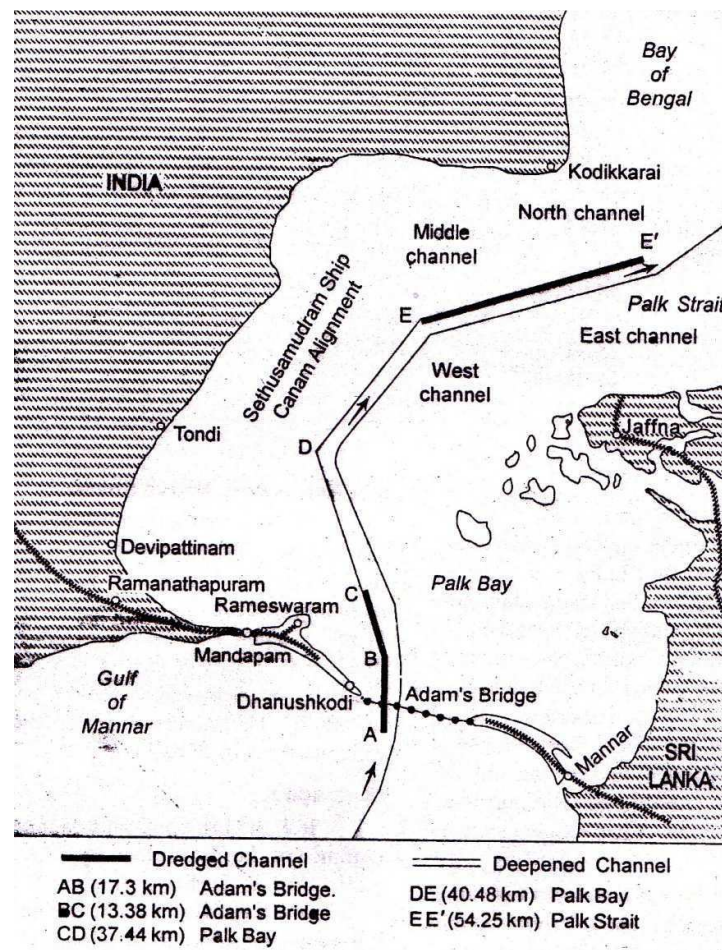 Bay
of
Bengal
INDIA
Kodikkarai
North channel
Middle
channel
E'
E
Palk Strait
East channel
Sethusamudram Ship
Canam Alignment
West
channel
Tondi
D
Jaffna
Devipattinam
Ramanathapuram
C
Palk Bay
Rameswaram
Mandapam
B
Gulf
of
Mannar
Dhanushkodi
Adam's Bridge
A
Mannar
SRI
LANKA
Dredged Channel
Deepened Channel
AB (17.3 km) Adam's Bridge.
BC (13.38 km) Adam's Bridge
CD (37.44 km) Palk Bay
DE (40.48 km) Palk Bay
E E' (54.25 km) Palk Strait